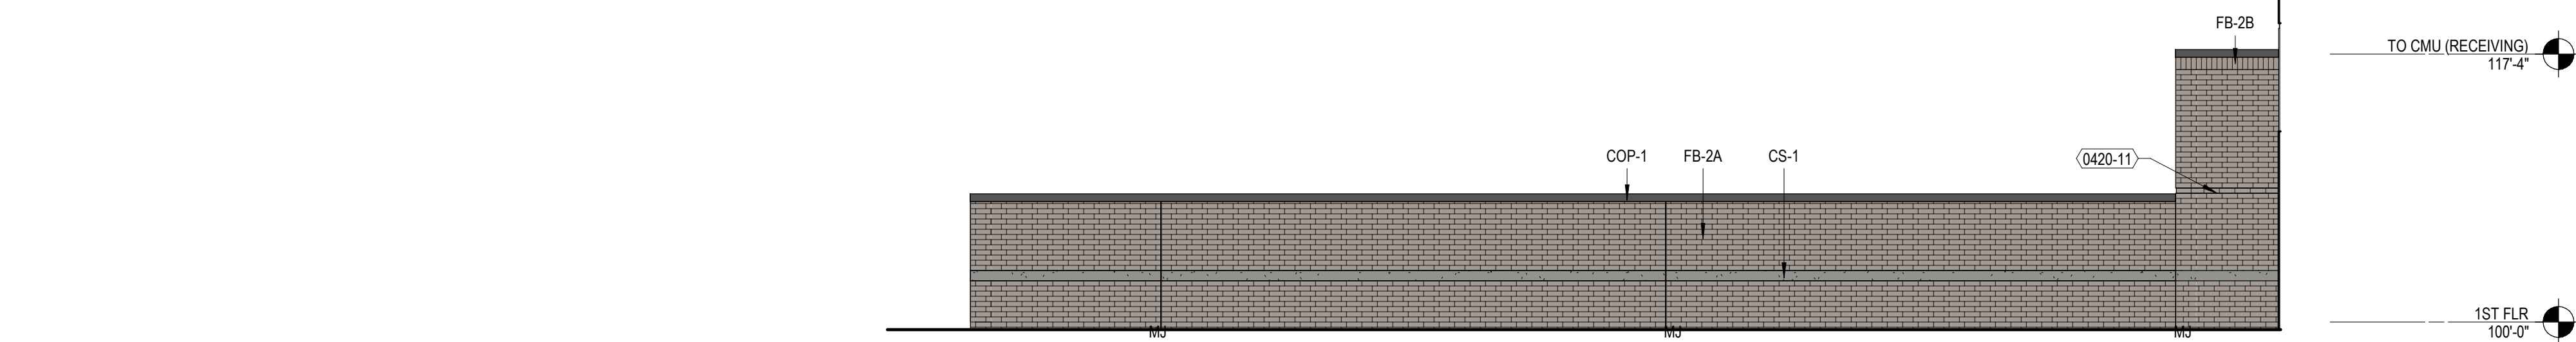 FB-2B
TO CMU (RECEIVING)
117'-4"
COP-1
FB-2A
CS-1
0420-11
1ST FLR
100'-0"
MJ
MJ
MJ